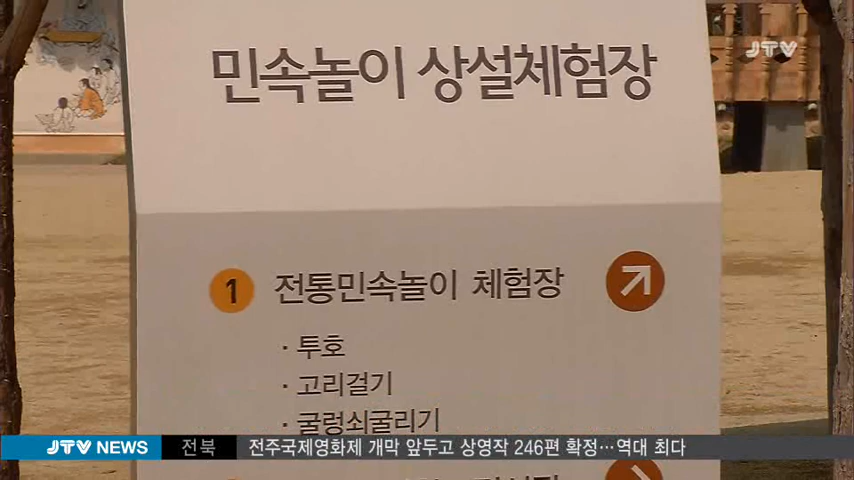 JTV
민속놀이 상설체험장
1 전통민속놀이 체험장
· 투호
· 고리걸기
· 굴렁쇠굴리기
JTV NEWS 전북 전주국제영화제 개막 앞두고 상영작 246편 확정…역대 최다